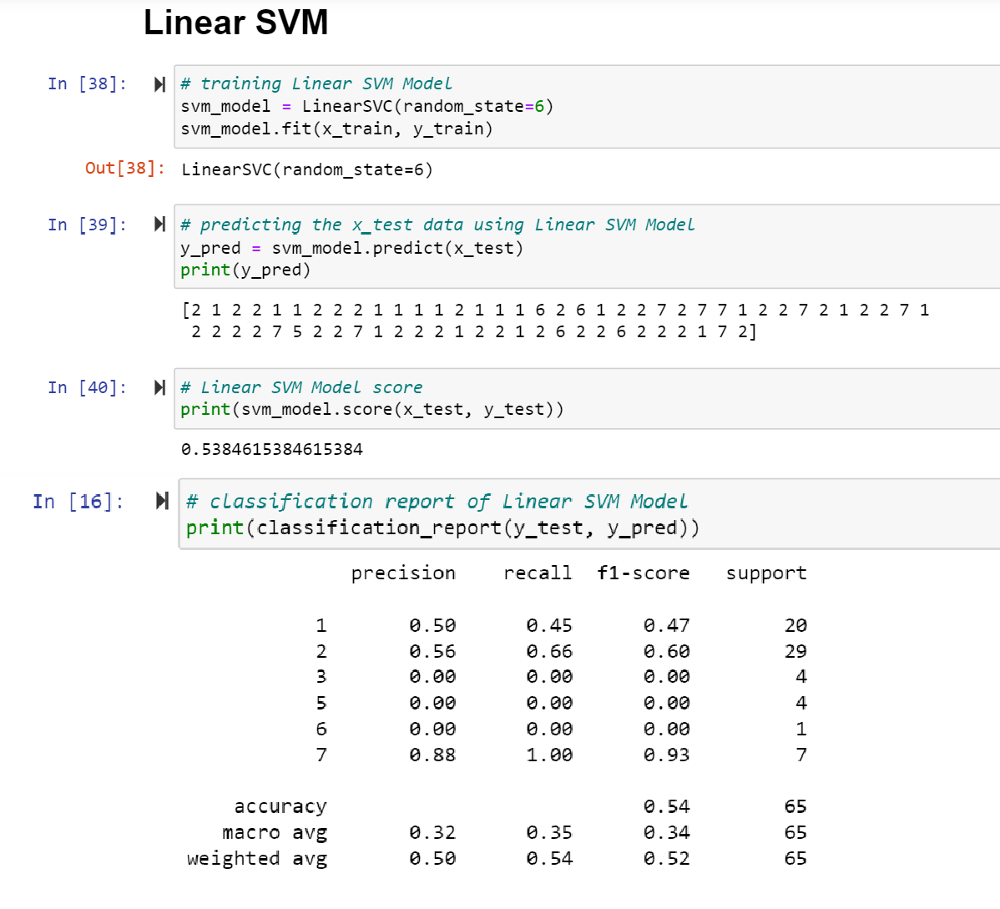 Linear SVM
In [38]:
# training Linear SVM Model
svm_model = LinearSVC(random_state=6)
svm_model.fit(x_train, y_train)
Out[38]: LinearSVC(random_state=6)
In [39]:
# predicting the x_test data using Linear SVM Model
y_pred = svm_model.predict(x_test)
print(y_pred)
[2 1 2 2 1 1 2 2 2 1 1 1 1 2 1 1 1 6 2 6 1 2 2 7 2 7 7 1 2 2 7 2 1 2 2 7 1
2 2 2 2 7 5 2 2 7 1 2 2 2 1 2 2 1 2 6 2 2 6 2 2 2 1 7 2]
In [40]:
# Linear SVM Model score
print(svm_model.score(x_test, y_test))
0.5384615384615384
In [16]:
# classification report of Linear SVM Model
print(classification_report(y_test, y_pred))
precision recall f1-score support
1 0.50 0.45 0.47 20
2 0.56 0.66 0.60 29
3 0.00 0.00 0.00 4
5 0.00 0.00 0.00 4
6 0.00 0.00 0.00 1
7 0.88 1.00 0.93 7
accuracy 0.54 65
macro avg 0.32 0.35 0.34 65
weighted avg 0.50 0.54 0.52 65